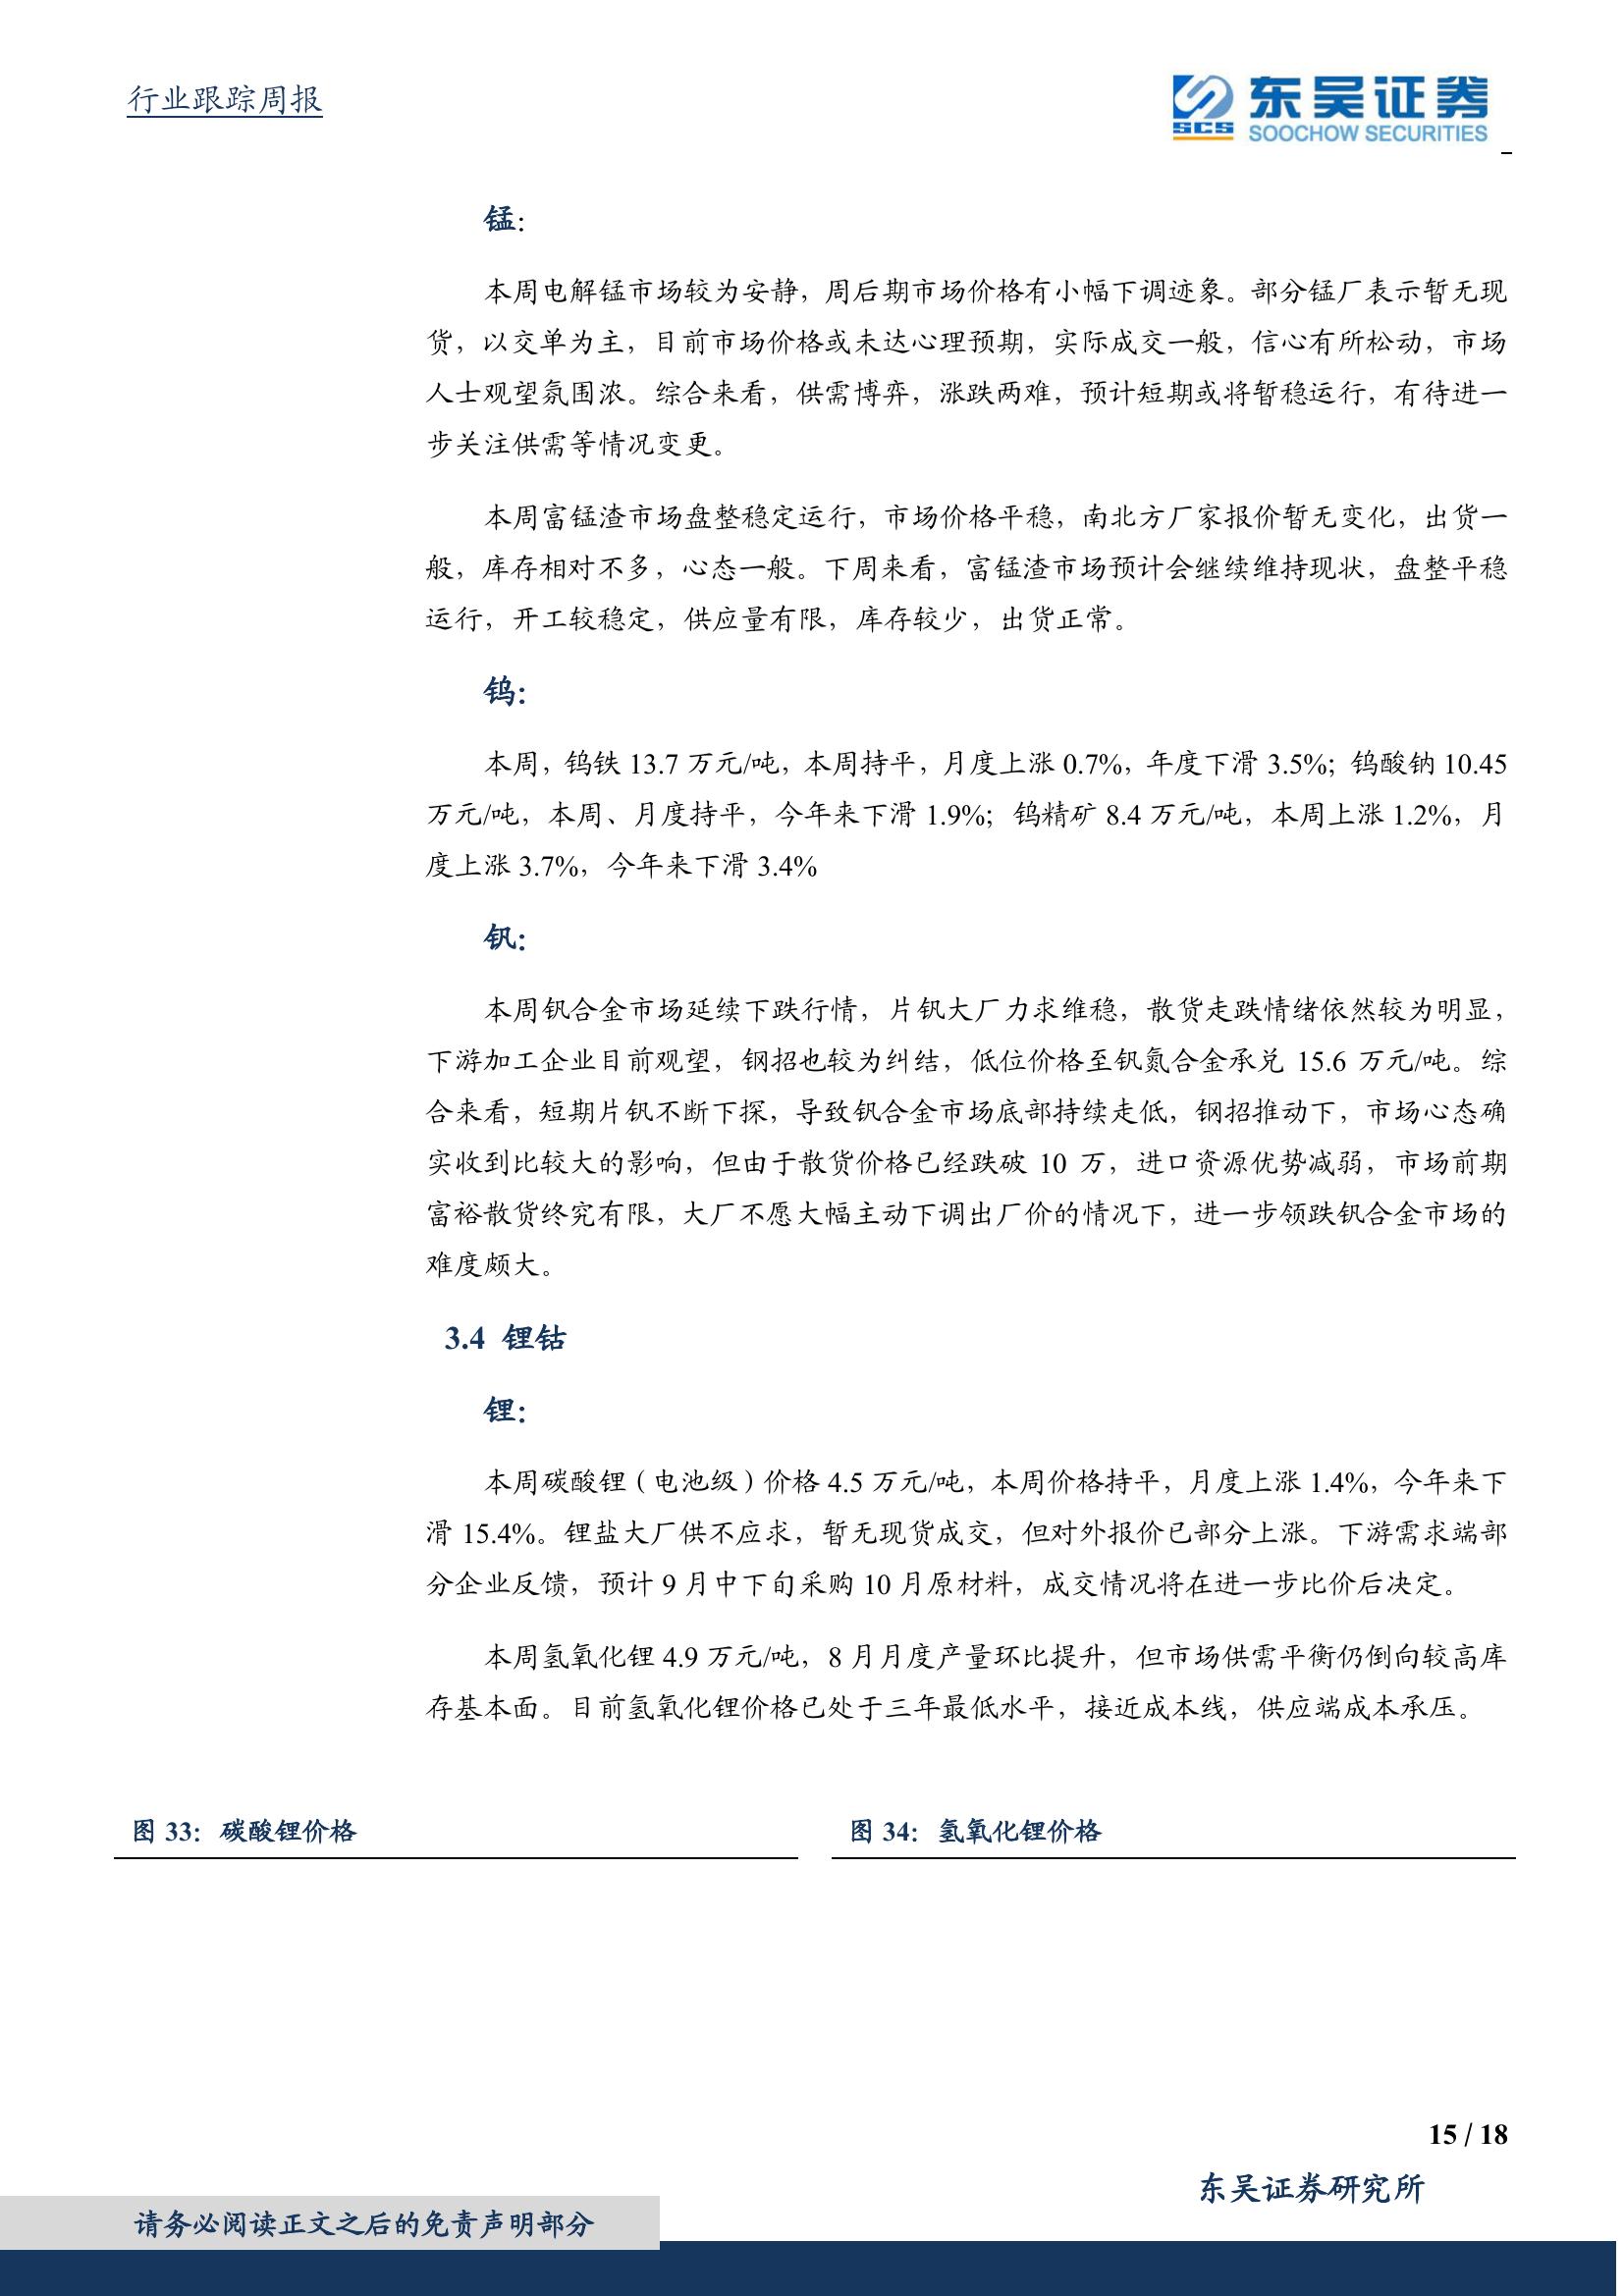 行业跟踪周报
SCS 东吴证券
SOOCHOW SECURITIES
锰：
本周电解锰市场较为安静，周后期市场价格有小幅下调迹象。部分锰厂表示暂无现
货，以交单为主，目前市场价格或未达心理预期，实际成交一般，信心有所松动，市场
人士观望氛围浓。综合来看，供需博弈，涨跌两难，预计短期或将暂稳运行，有待进一
步关注供需等情况变更。
本周富锰渣市场盘整稳定运行，市场价格平稳，南北方厂家报价暂无变化，出货一
般，库存相对不多，心态一般。下周来看，富锰渣市场预计会继续维持现状，盘整平稳
运行，开工较稳定，供应量有限，库存较少，出货正常。
钨：
本周，钨铁 13.7 万元/吨，本周持平，月度上涨 0.7%，年度下滑 3.5%；钨酸钠 10.45
万元/吨，本周、月度持平，今年来下滑 1.9%；钨精矿 8.4 万元/吨，本周上涨 1.2%，月
度上涨 3.7%，今年来下滑 3.4%
钒：
本周钒合金市场延续下跌行情，片钒大厂力求维稳，散货走跌情绪依然较为明显，
下游加工企业目前观望，钢招也较为纠结，低位价格至钒氮合金承兑 15.6 万元/吨。综
合来看，短期片钒不断下探，导致钒合金市场底部持续走低，钢招推动下，市场心态确
实收到比较大的影响，但由于散货价格已经跌破 10 万，进口资源优势减弱，市场前期
富裕散货终究有限，大厂不愿大幅主动下调出厂价的情况下，进一步领跌钒合金市场的
难度颇大。
3.4 锂钴
锂：
本周碳酸锂（电池级）价格 4.5 万元/吨，本周价格持平，月度上涨 1.4%，今年来下
滑 15.4%。锂盐大厂供不应求，暂无现货成交，但对外报价已部分上涨。下游需求端部
分企业反馈，预计 9 月中下旬采购 10 月原材料，成交情况将在进一步比价后决定。
本周氢氧化锂 4.9 万元/吨，8 月月度产量环比提升，但市场供需平衡仍倒向较高库
存基本面。目前氢氧化锂价格已处于三年最低水平，接近成本线，供应端成本承压。
图 33：碳酸锂价格
图 34：氢氧化锂价格
15 / 18
东吴证券研究所
请务必阅读正文之后的免责声明部分